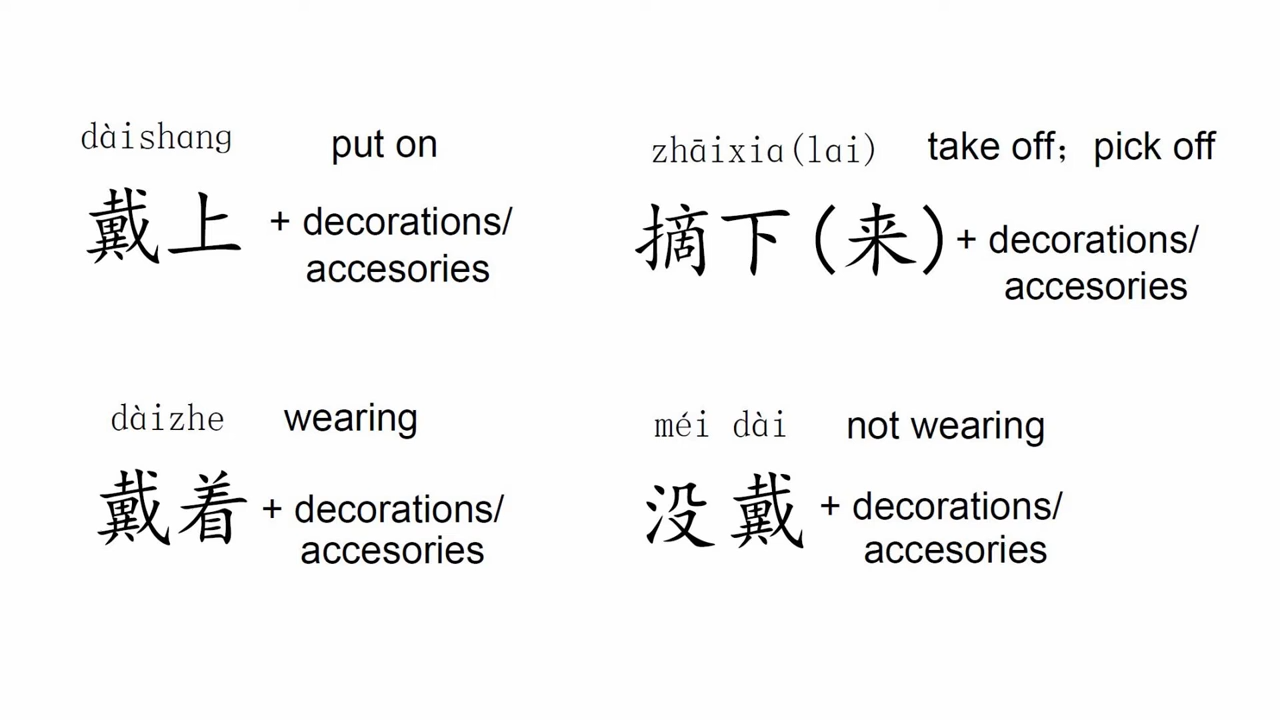 dàishang put on
戴上 + decorations/
accesories
zhāixia(lai) take off； pick off
摘下(来) + decorations/
accesories
dàizhe wearing
戴着 + decorations/
accesories
méi dài not wearing
没戴 + decorations/
accesories